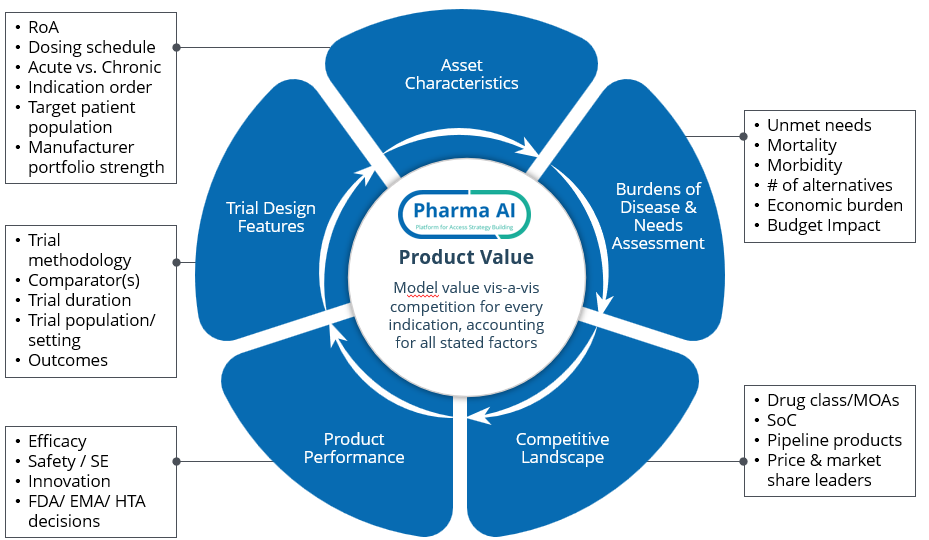 • RoA
• Dosing schedule
• Acute vs. Chronic
• Indication order
• Target patient
population
• Manufacturer
portfolio strength
Asset
Characteristics
Burdens of
Disease &
Needs
Assessment
• Unmet needs
• Mortality
• Morbidity
• # of alternatives
• Economic burden
• Budget Impact
Trial Design
Features
• Trial
methodology
• Comparator(s)
• Trial duration
• Trial population/
setting
• Outcomes
Pharma AI
Platform for Access Strategy Building
Product Value
Model value vis-a-vis
competition for every
indication, accounting
for all stated factors
Product
Performance
• Efficacy
• Safety / SE
• Innovation
• FDA/ EMA/ HTA
decisions
Competitive
Landscape
• Drug class/MOAs
• SoC
• Pipeline products
• Price & market
share leaders